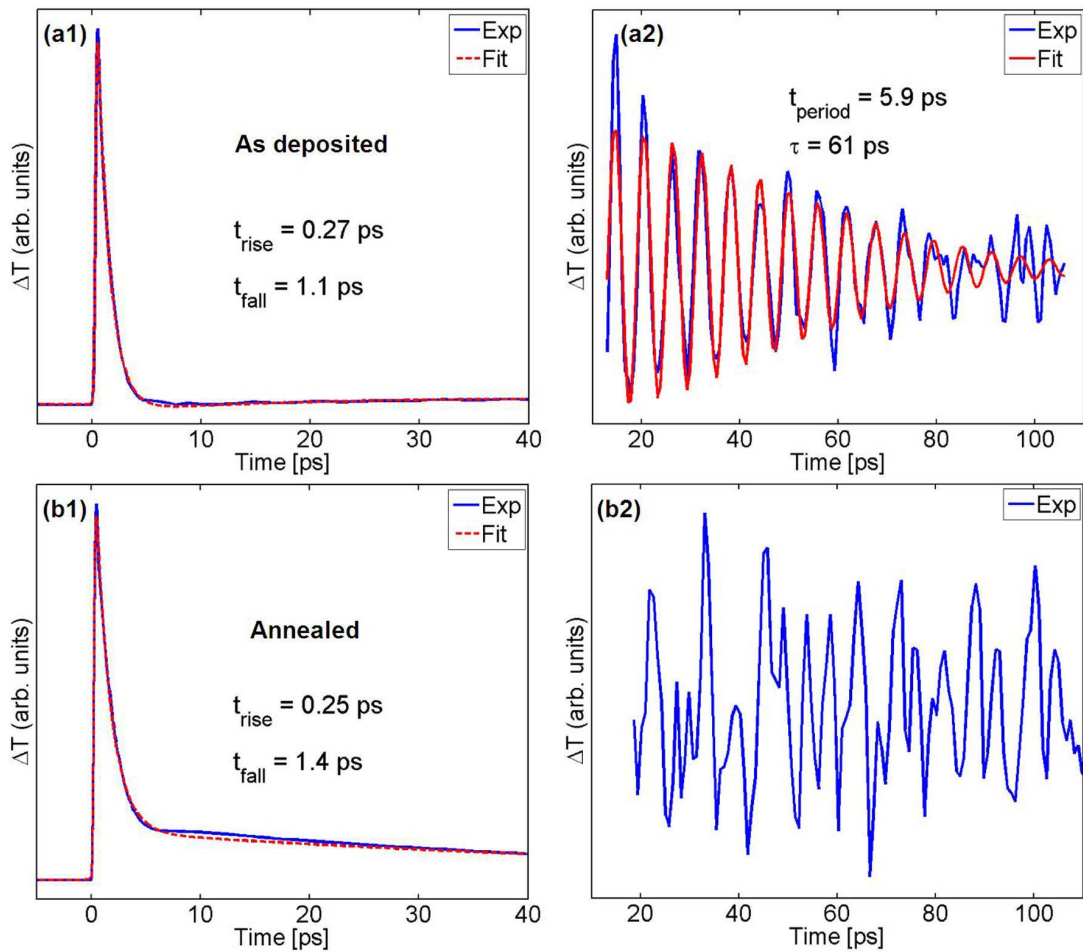 (a1)
Exp
Fit
As deposited
t_rise = 0.27 ps
t_fall = 1.1 ps
ΔT (arb. units)
0 10 20 30 40
Time [ps]
(a2)
Exp
Fit
t_period = 5.9 ps
τ = 61 ps
ΔT (arb. units)
20 40 60 80 100
Time [ps]
(b1)
Exp
Fit
Annealed
t_rise = 0.25 ps
t_fall = 1.4 ps
ΔT (arb. units)
0 10 20 30 40
Time [ps]
(b2)
Exp
ΔT (arb. units)
20 40 60 80 100
Time [ps]